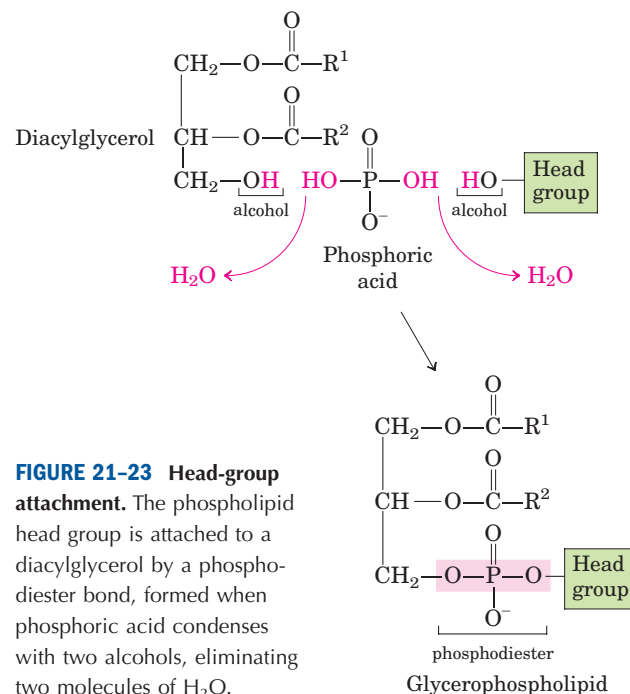 O
CH₂—O—C—R¹
O
Diacylglycerol CH—O—C—R² O
CH₂—OH HO—P—OH HO—Head group
alcohol O⁻ alcohol
H₂O Phosphoric acid H₂O
O
CH₂—O—C—R¹
O
CH—O—C—R²
O
CH₂—O—P—O—Head group
O⁻
phosphodiester
Glycerophospholipid
FIGURE 21–23 Head-group
attachment. The phospholipid
head group is attached to a
diacylglycerol by a phospho-
diester bond, formed when
phosphoric acid condenses
with two alcohols, eliminating
two molecules of H₂O.